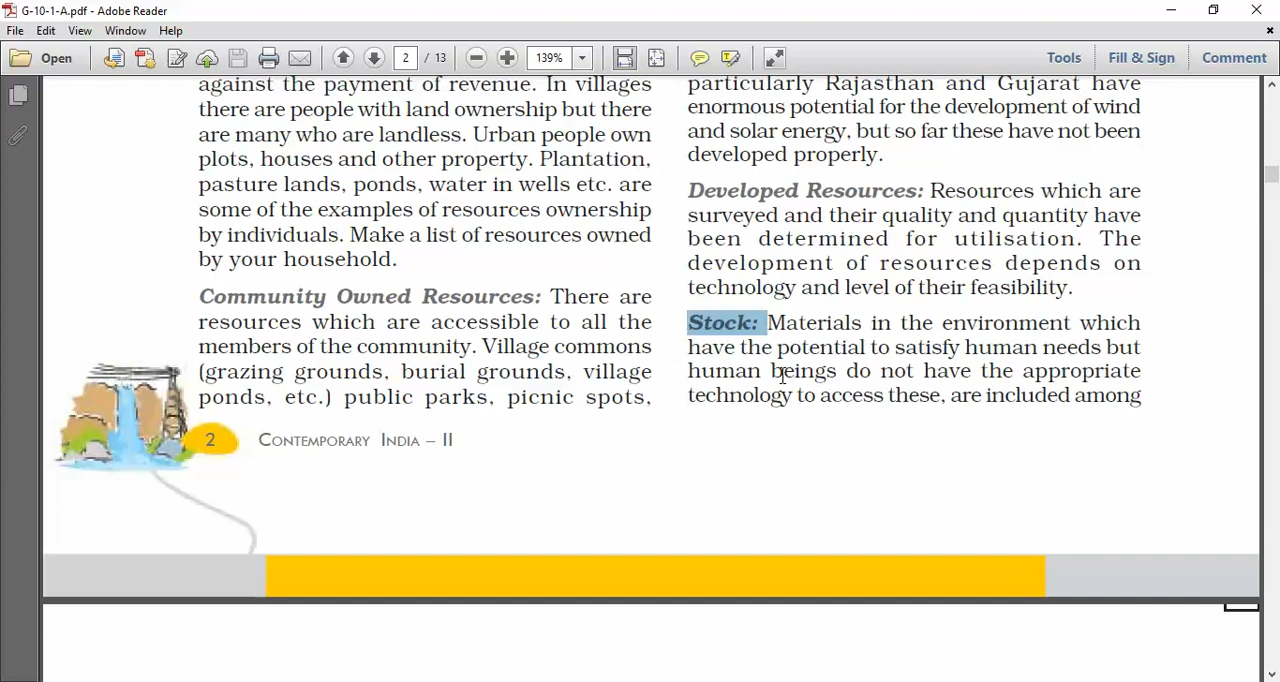 G-10-1-A.pdf - Adobe Reader
File Edit View Window Help
Open 2 / 13 139% Tools Fill & Sign Comment
against the payment of revenue. In villages
there are people with land ownership but there
are many who are landless. Urban people own
plots, houses and other property. Plantation,
pasture lands, ponds, water in wells etc. are
some of the examples of resources ownership
by individuals. Make a list of resources owned
by your household.
Community Owned Resources: There are
resources which are accessible to all the
members of the community. Village commons
(grazing grounds, burial grounds, village
ponds, etc.) public parks, picnic spots,
2 CONTEMPORARY INDIA – II
particularly Rajasthan and Gujarat have
enormous potential for the development of wind
and solar energy, but so far these have not been
developed properly.
Developed Resources: Resources which are
surveyed and their quality and quantity have
been determined for utilisation. The
development of resources depends on
technology and level of their feasibility.
Stock: Materials in the environment which
have the potential to satisfy human needs but
human beings do not have the appropriate
technology to access these, are included among